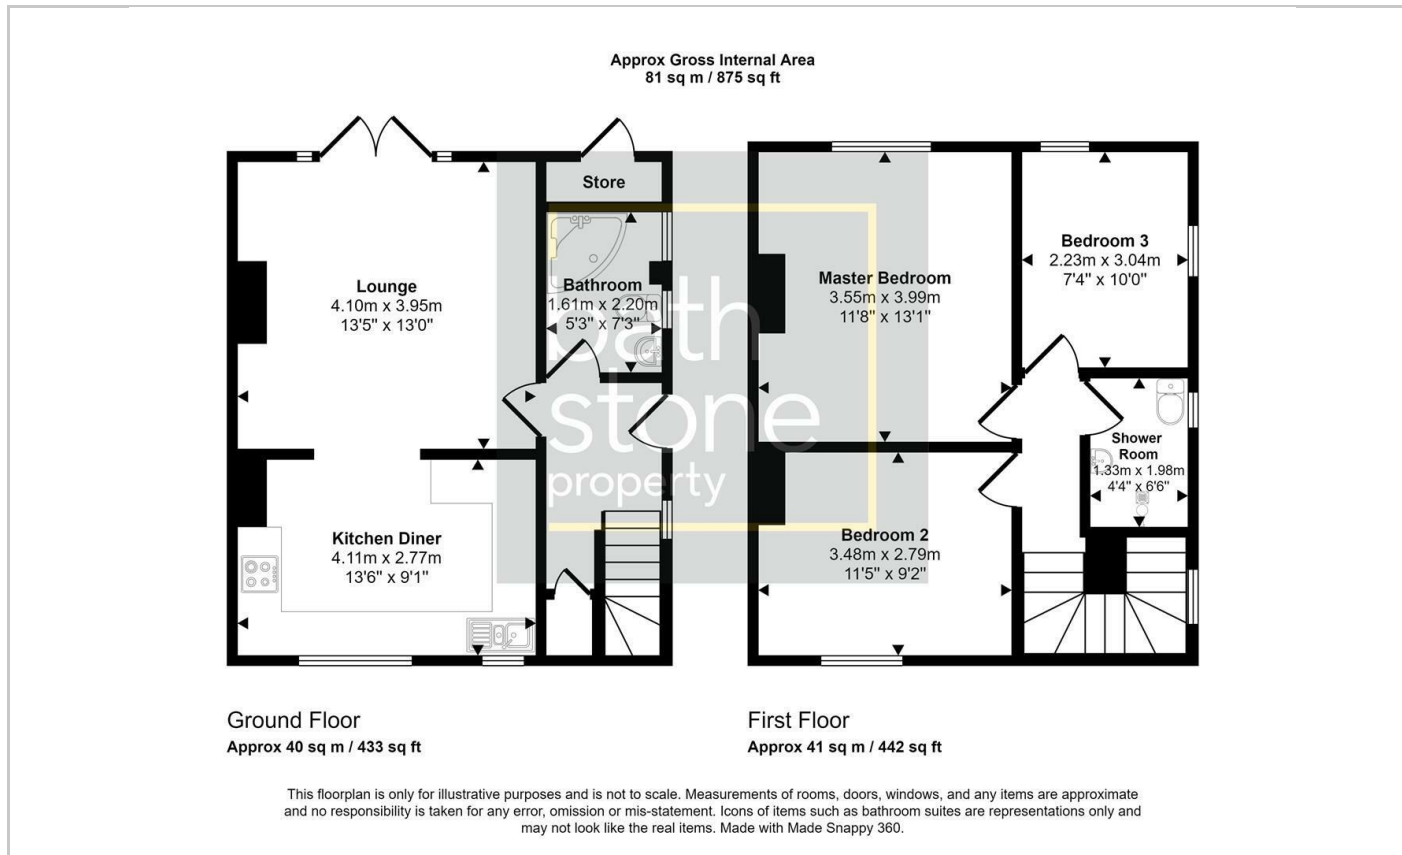 Approx Gross Internal Area
81 sq m / 875 sq ft
Store
Bathroom
1.61m x 2.20m
5'3" x 7'3"
Lounge
4.10m x 3.95m
13'5" x 13'0"
Kitchen Diner
4.11m x 2.77m
13'6" x 9'1"
bath
stone
property
Master Bedroom
3.55m x 3.99m
11'8" x 13'1"
Bedroom 3
2.23m x 3.04m
7'4" x 10'0"
Shower
Room
1.33m x 1.98m
4'4" x 6'6"
Bedroom 2
3.48m x 2.79m
11'5" x 9'2"
Ground Floor
Approx 40 sq m / 433 sq ft
First Floor
Approx 41 sq m / 442 sq ft
This floorplan is only for illustrative purposes and is not to scale. Measurements of rooms, doors, windows, and any items are approximate
and no responsibility is taken for any error, omission or mis-statement. Icons of items such as bathroom suites are representations only and
may not look like the real items. Made with Made Snappy 360.